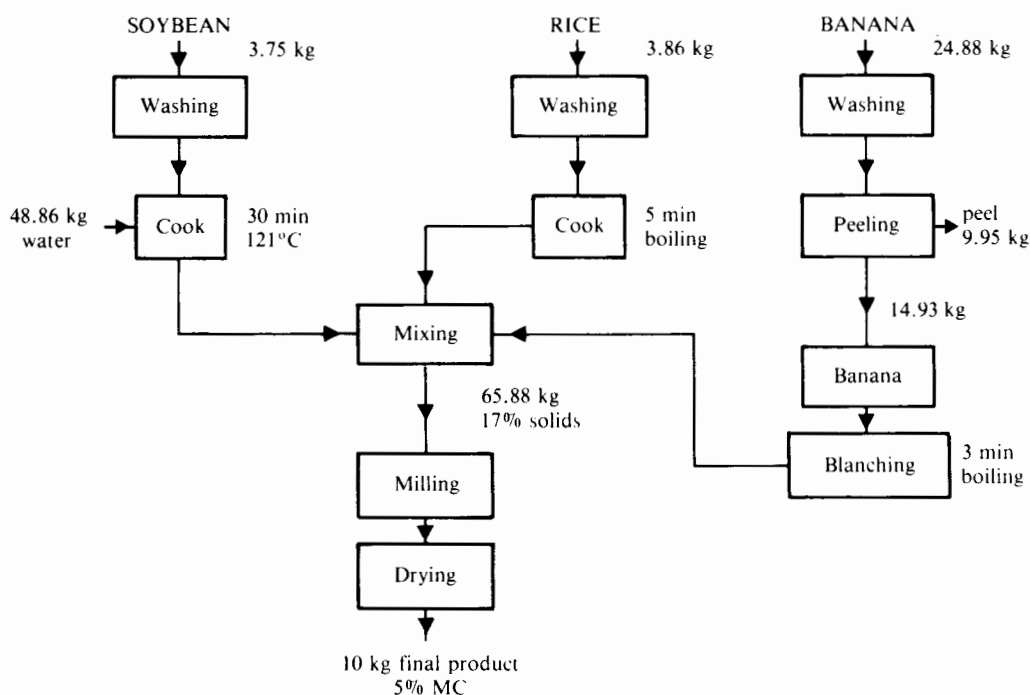 SOYBEAN
3.75 kg
Washing
48.86 kg
water
Cook
30 min
121°C
RICE
3.86 kg
Washing
Cook
5 min
boiling
BANANA
24.88 kg
Washing
Peeling
peel
9.95 kg
14.93 kg
Banana
Blanching
3 min
boiling
Mixing
65.88 kg
17% solids
Milling
Drying
10 kg final product
5% MC